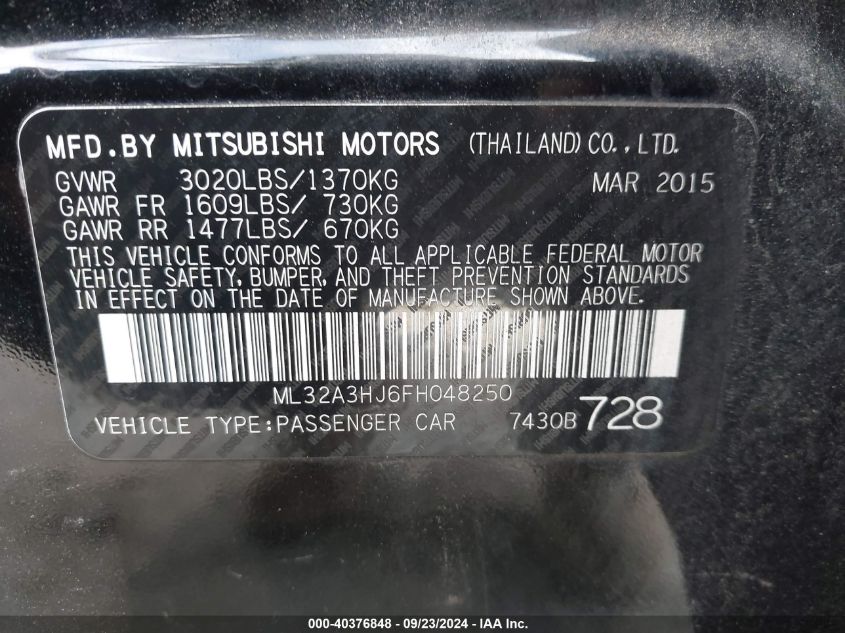 MFD.BY MITSUBISHI MOTORS (THAILAND) CO., LTD.
GVWR 3020LBS/1370KG MAR 2015
GAWR FR 1609LBS/ 730KG
GAWR RR 1477LBS/ 670KG
THIS VEHICLE CONFORMS TO ALL APPLICABLE FEDERAL MOTOR
VEHICLE SAFETY, BUMPER, AND THEFT PREVENTION STANDARDS
IN EFFECT ON THE DATE OF MANUFACTURE SHOWN ABOVE.
ML32A3HJ6FH048250
VEHICLE TYPE:PASSENGER CAR 7430B 728
000-40376848 - 09/23/2024 - IAA Inc.